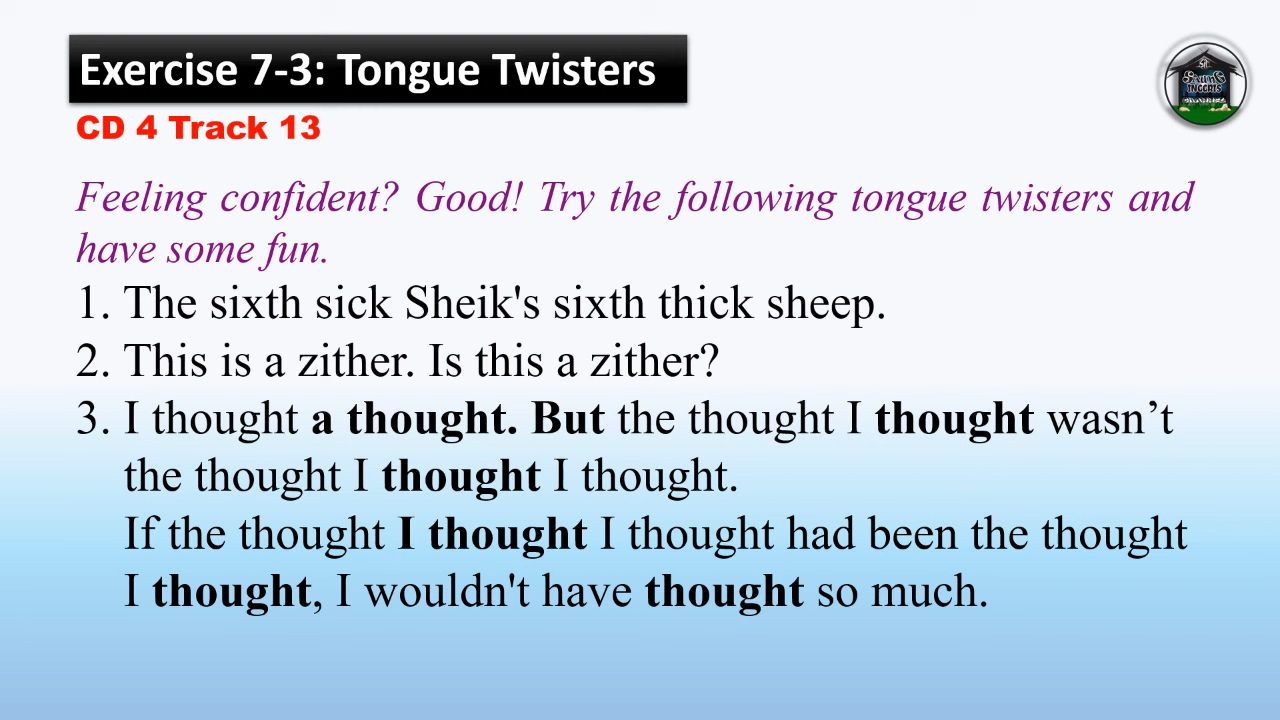 Exercise 7-3: Tongue Twisters
CD 4 Track 13
Feeling confident? Good! Try the following tongue twisters and
have some fun.
1. The sixth sick Sheik's sixth thick sheep.
2. This is a zither. Is this a zither?
3. I thought a thought. But the thought I thought wasn’t
the thought I thought I thought.
If the thought I thought I thought had been the thought
I thought, I wouldn't have thought so much.